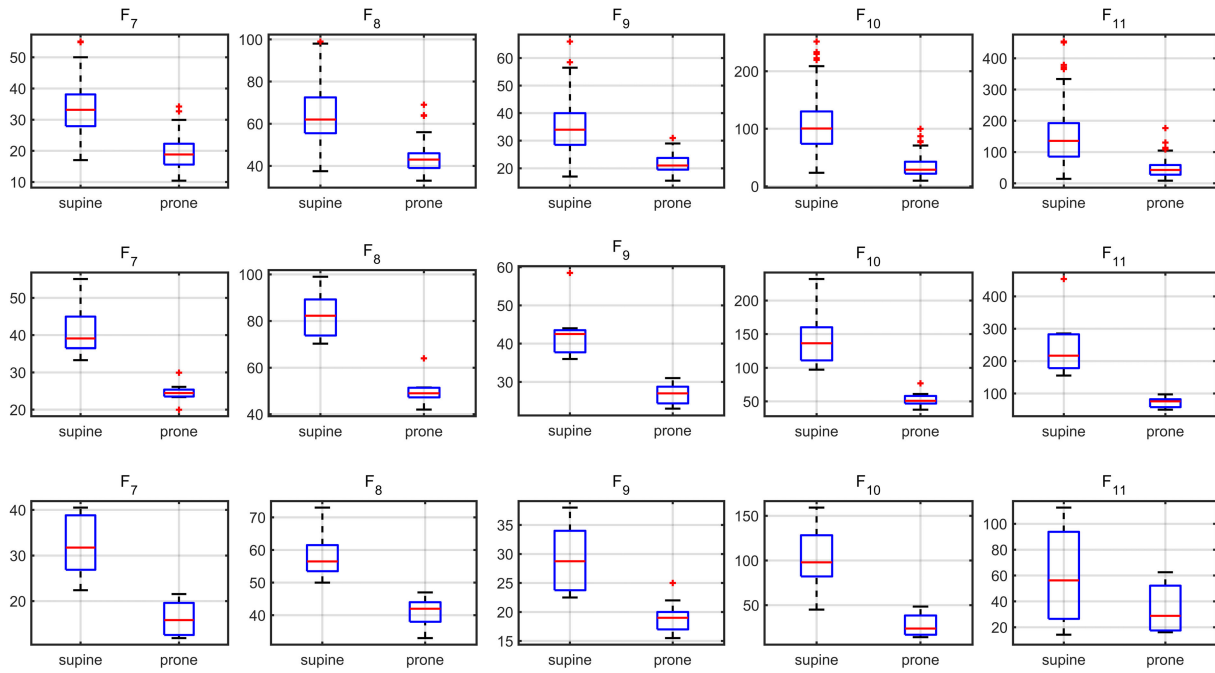 F7 F8 F9 F10 F11
50 40 30 20 10
100 80 60 40
60 50 40 30 20
200 100 0
400 300 200 100 0
supine prone supine prone supine prone supine prone supine prone
F7 F8 F9 F10 F11
50 40 30 20
100 80 60 40
60 50 40 30
200 150 100 50
400 300 200 100
supine prone supine prone supine prone supine prone supine prone
F7 F8 F9 F10 F11
40 30 20
70 60 50 40
35 30 25 20 15
150 100 50
100 80 60 40 20
supine prone supine prone supine prone supine prone supine prone